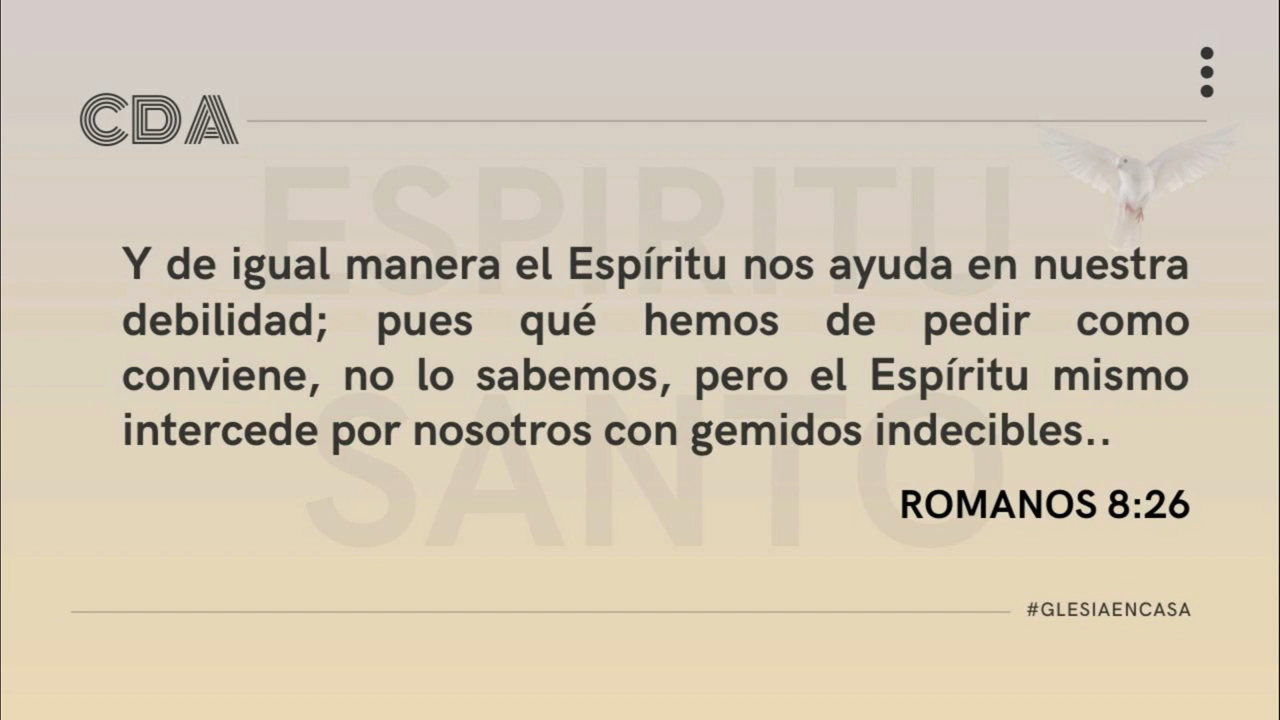 CDA
ESPIRITU
SANTO
Y de igual manera el Espíritu nos ayuda en nuestra
debilidad; pues qué hemos de pedir como
conviene, no lo sabemos, pero el Espíritu mismo
intercede por nosotros con gemidos indecibles..
ROMANOS 8:26
#GLESIAENCASA